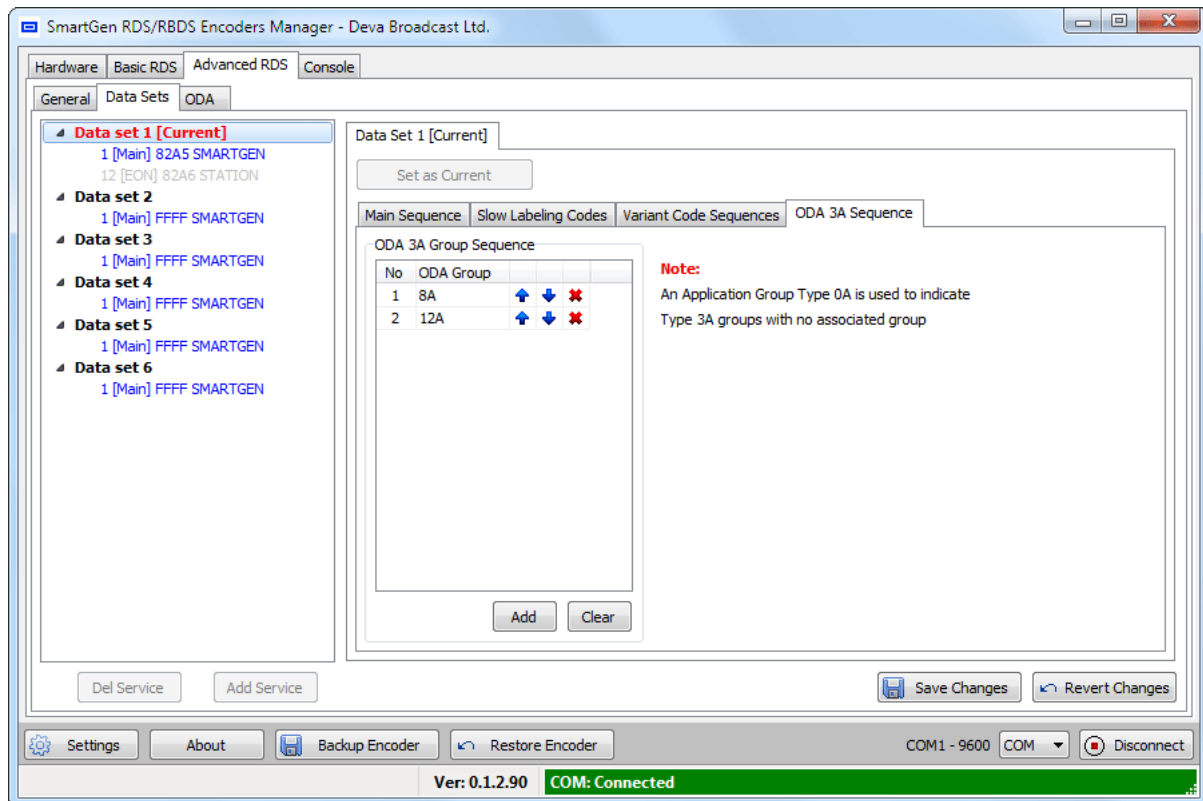 SmartGen RDS/RBDS Encoders Manager - Deva Broadcast Ltd.
Hardware Basic RDS Advanced RDS Console
General Data Sets ODA
Data set 1 [Current]
1 [Main] 82A5 SMARTGEN
12 [EON] 82A6 STATION
Data set 2
1 [Main] FFFF SMARTGEN
Data set 3
1 [Main] FFFF SMARTGEN
Data set 4
1 [Main] FFFF SMARTGEN
Data set 5
1 [Main] FFFF SMARTGEN
Data set 6
1 [Main] FFFF SMARTGEN
Del Service Add Service
Data Set 1 [Current]
Set as Current
Main Sequence Slow Labeling Codes Variant Code Sequences ODA 3A Sequence
ODA 3A Group Sequence
No ODA Group
1 8A
2 12A
Add Clear
Note:
An Application Group Type 0A is used to indicate
Type 3A groups with no associated group
Save Changes Revert Changes
Settings About Backup Encoder Restore Encoder COM1 - 9600 COM Disconnect
Ver: 0.1.2.90 COM: Connected